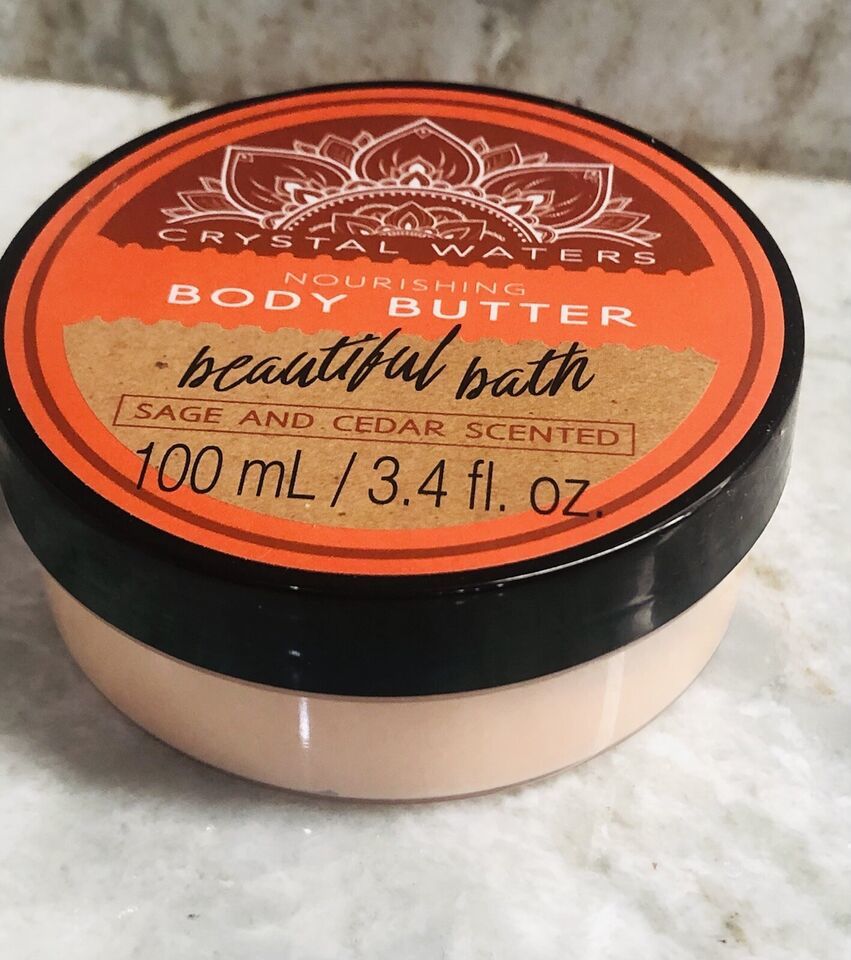 CRYSTAL WATERS
NOURISHING
BODY BUTTER
beautiful bath
SAGE AND CEDAR SCENTED
100 mL / 3.4 fl. oz.